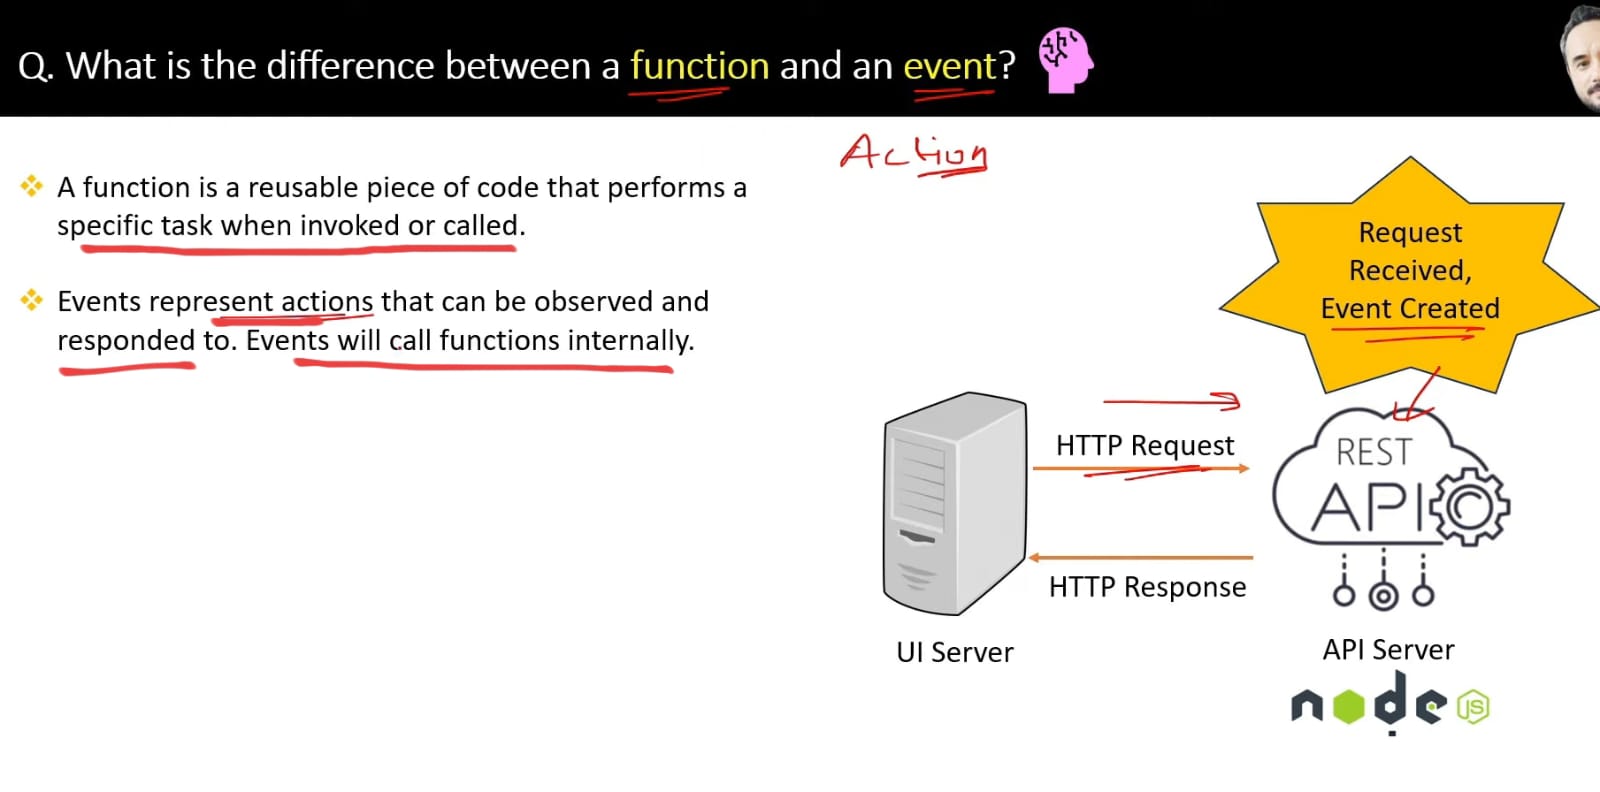 Q. What is the difference between a function and an event?
Action
❖ A function is a reusable piece of code that performs a
specific task when invoked or called.
❖ Events represent actions that can be observed and
responded to. Events will call functions internally.
Request
Received,
Event Created
HTTP Request
REST
API
HTTP Response
UI Server
API Server
node
JS